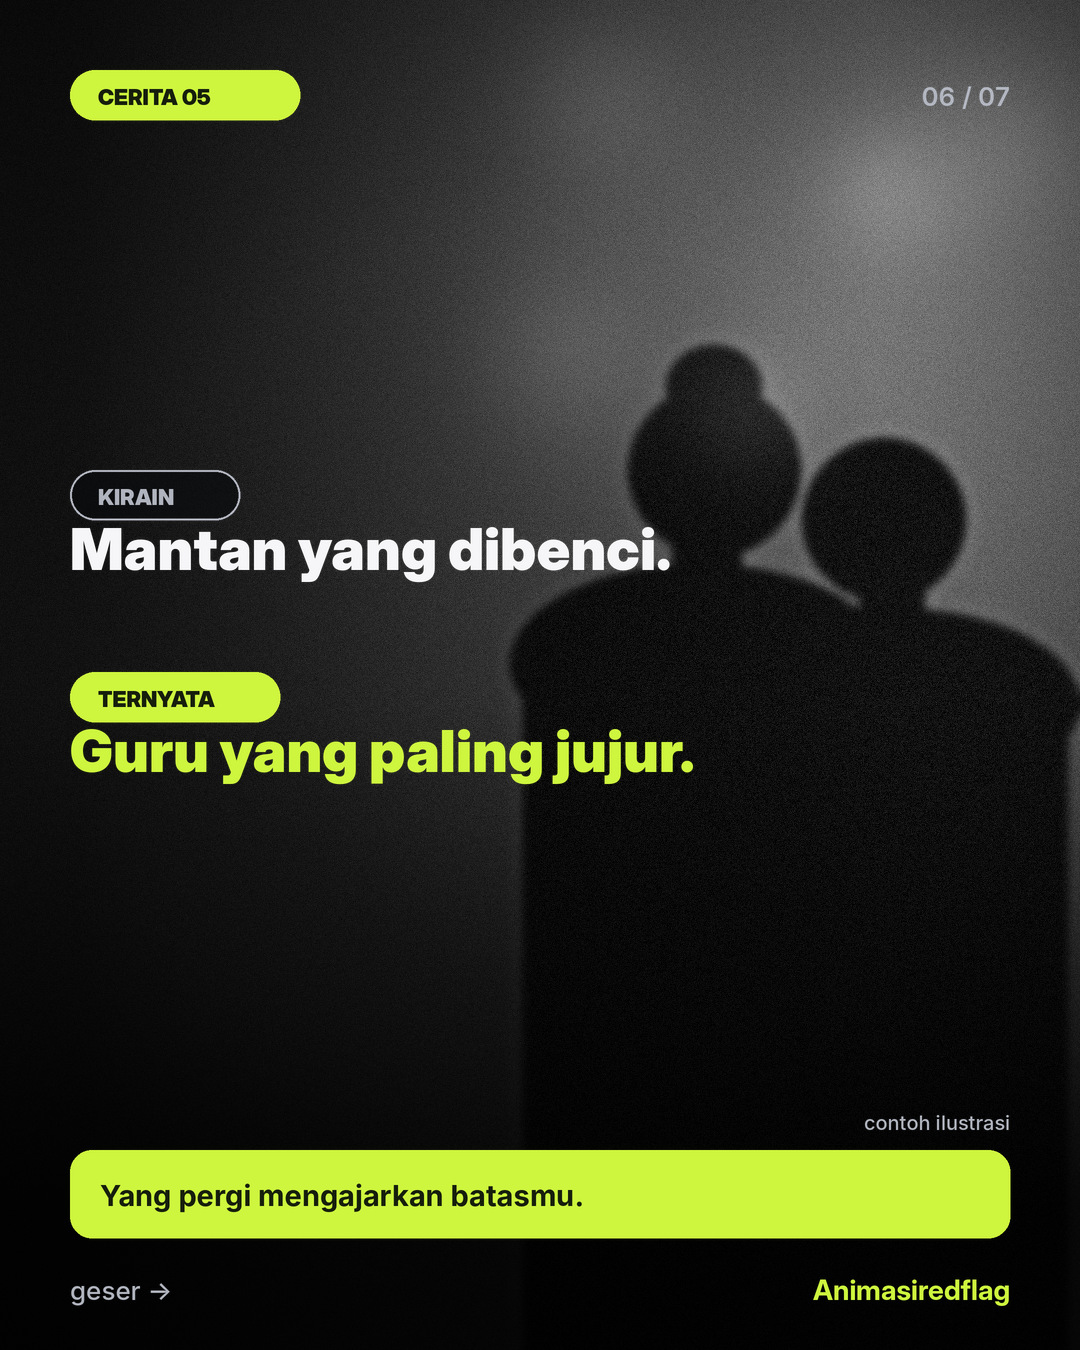 CERITA 05
06 / 07
KIRAIN
Mantan yang dibenci.
TERNYATA
Guru yang paling jujur.
contoh ilustrasi
Yang pergi mengajarkan batasmu.
geser →
Animasiredflag